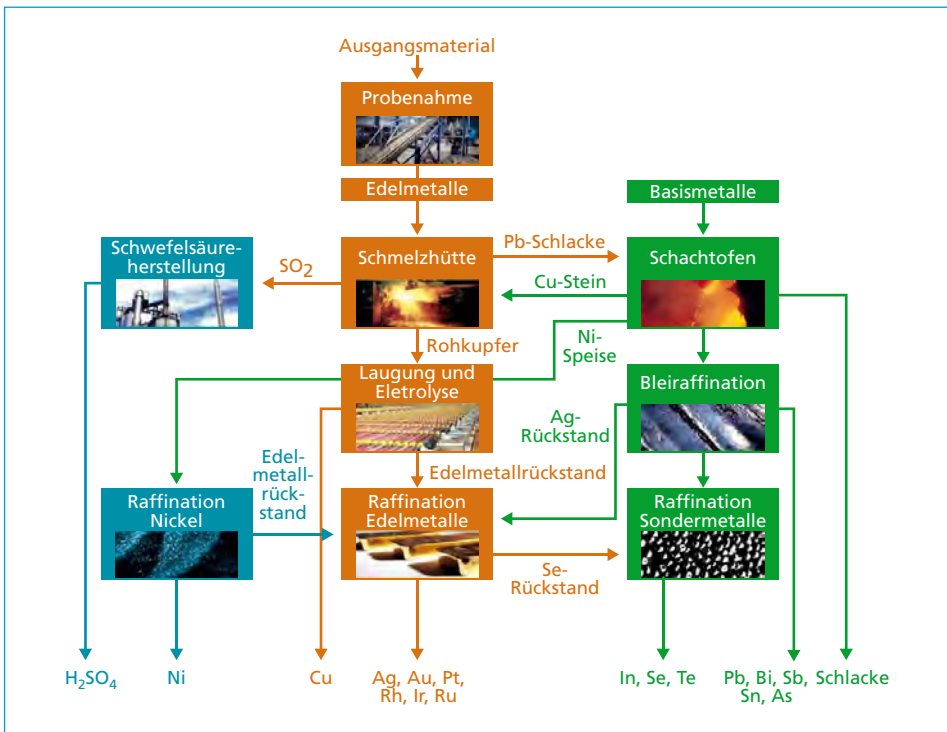 Ausgangsmaterial
Probenahme
Edelmetalle
Basismetalle
Schwefelsäure-
herstellung
SO₂
Schmelzhütte
Pb-Schlacke
Cu-Stein
Schachtofen
Rohkupfer
Ni-
Speise
Laugung und
Eletrolyse
Bleiraffination
Ag-
Rückstand
Edel-
metall-
rück-
stand
Edelmetallrückstand
Raffination
Nickel
Raffination
Edelmetalle
Raffination
Sondermetalle
Se-
Rückstand
H₂SO₄
Ni
Cu
Ag, Au, Pt,
Rh, Ir, Ru
In, Se, Te
Pb, Bi, Sb,
Sn, As
Schlacke